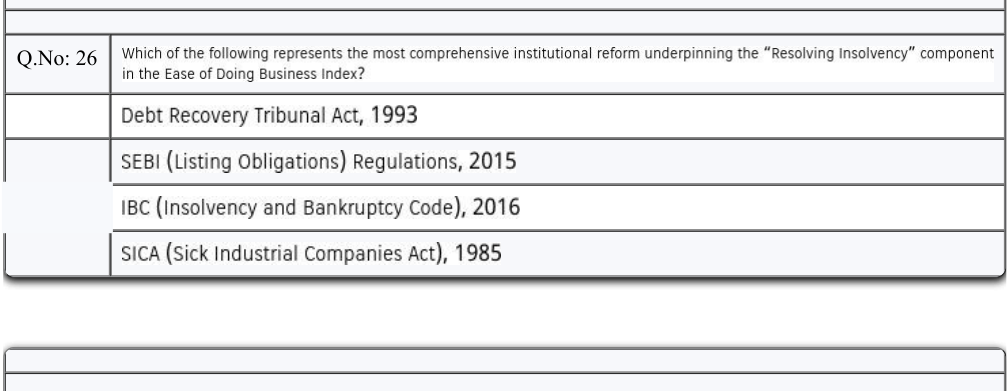 Q.No: 26
Which of the following represents the most comprehensive institutional reform underpinning the “Resolving Insolvency” component
in the Ease of Doing Business Index?
Debt Recovery Tribunal Act, 1993
SEBI (Listing Obligations) Regulations, 2015
IBC (Insolvency and Bankruptcy Code), 2016
SICA (Sick Industrial Companies Act), 1985